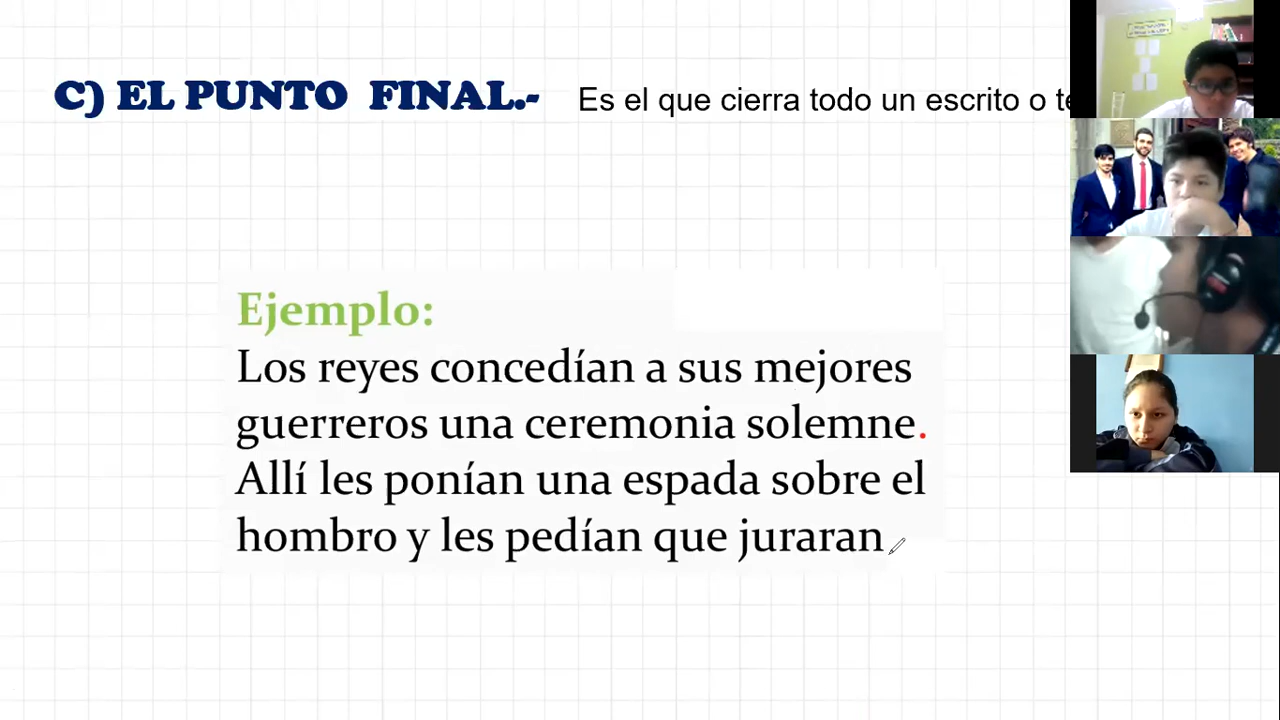 C) EL PUNTO FINAL.- Es el que cierra todo un escrito o
Ejemplo:
Los reyes concedían a sus mejores
guerreros una ceremonia solemne.
Allí les ponían una espada sobre el
hombro y les pedían que juraran